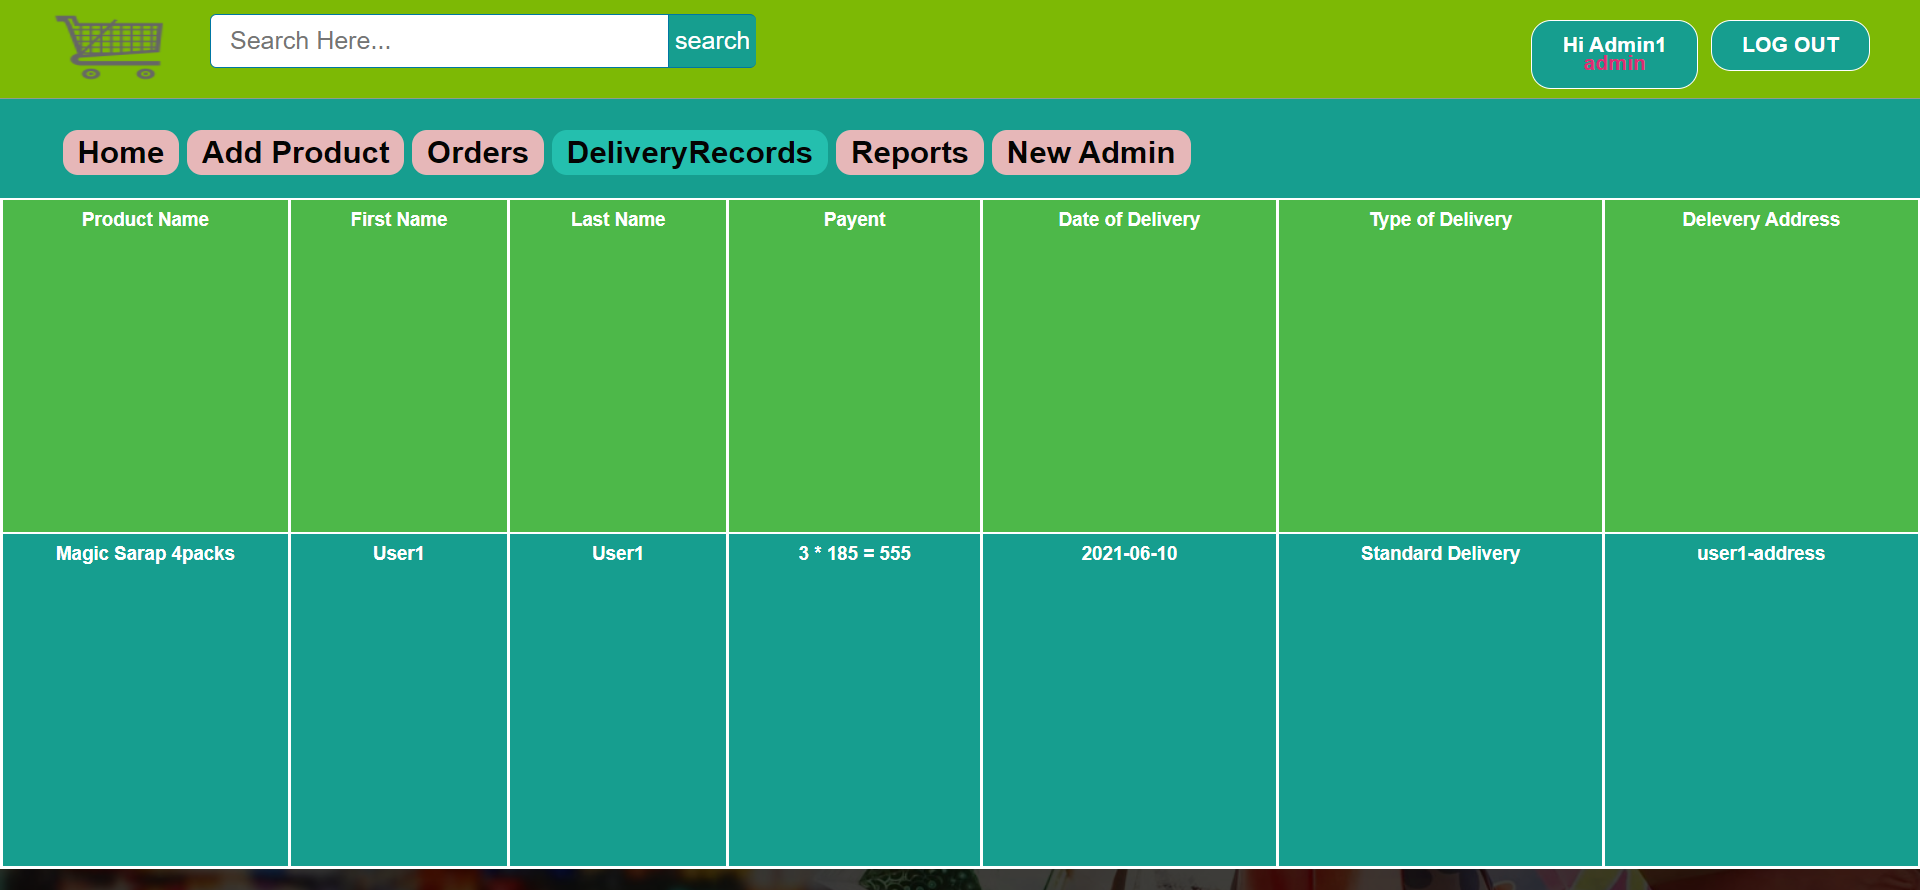 Search Here... search
Hi Admin1
admin
LOG OUT
Home Add Product Orders DeliveryRecords Reports New Admin
Product Name First Name Last Name Payent Date of Delivery Type of Delivery Delevery Address
Magic Sarap 4packs User1 User1 3 * 185 = 555 2021-06-10 Standard Delivery user1-address